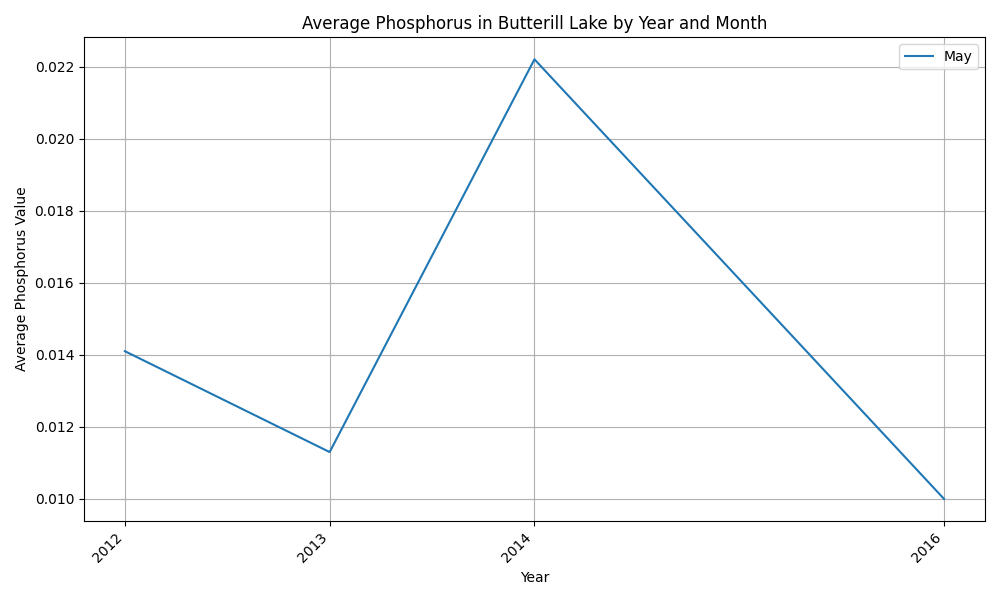 Average Phosphorus in Butterill Lake by Year and Month
May
0.022
0.020
0.018
0.016
0.014
0.012
0.010
Average Phosphorus Value
2012
2013
2014
2016
Year